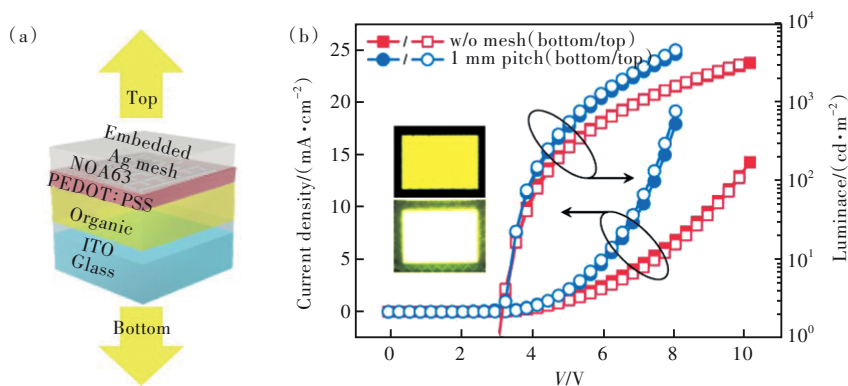 (a)
Top
Embedded
Ag mesh
NOA63
PEDOT:PSS
Organic
ITO
Glass
Bottom
(b)
w/o mesh(bottom/top)
1 mm pitch(bottom/top)
/
/
Current density/(mA·cm⁻²)
25
20
15
10
5
0
0
2
4
6
8
10
V/V
10⁴
10³
10²
10¹
10⁰
Luminace/(cd·m⁻²)